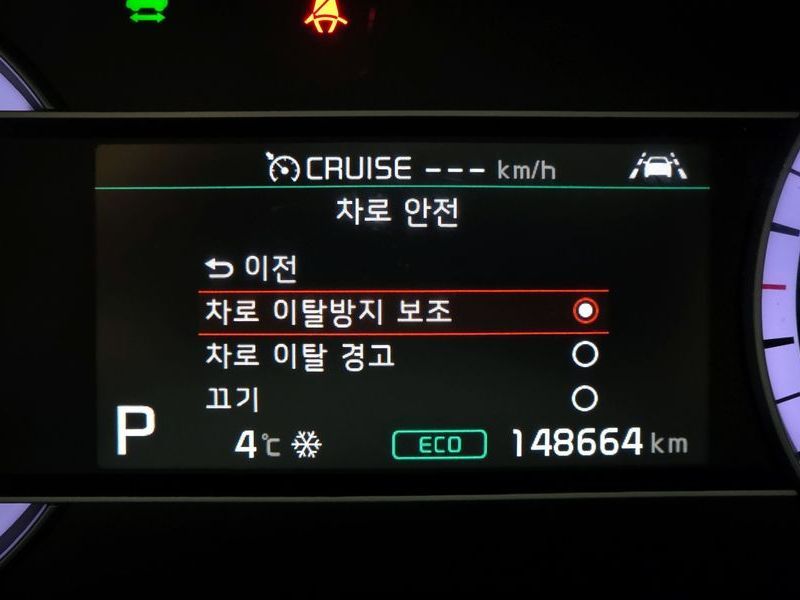 CRUISE --- km/h
차로 안전
이전
차로 이탈방지 보조
차로 이탈 경고
끄기
P 4℃ ECO 148664 km